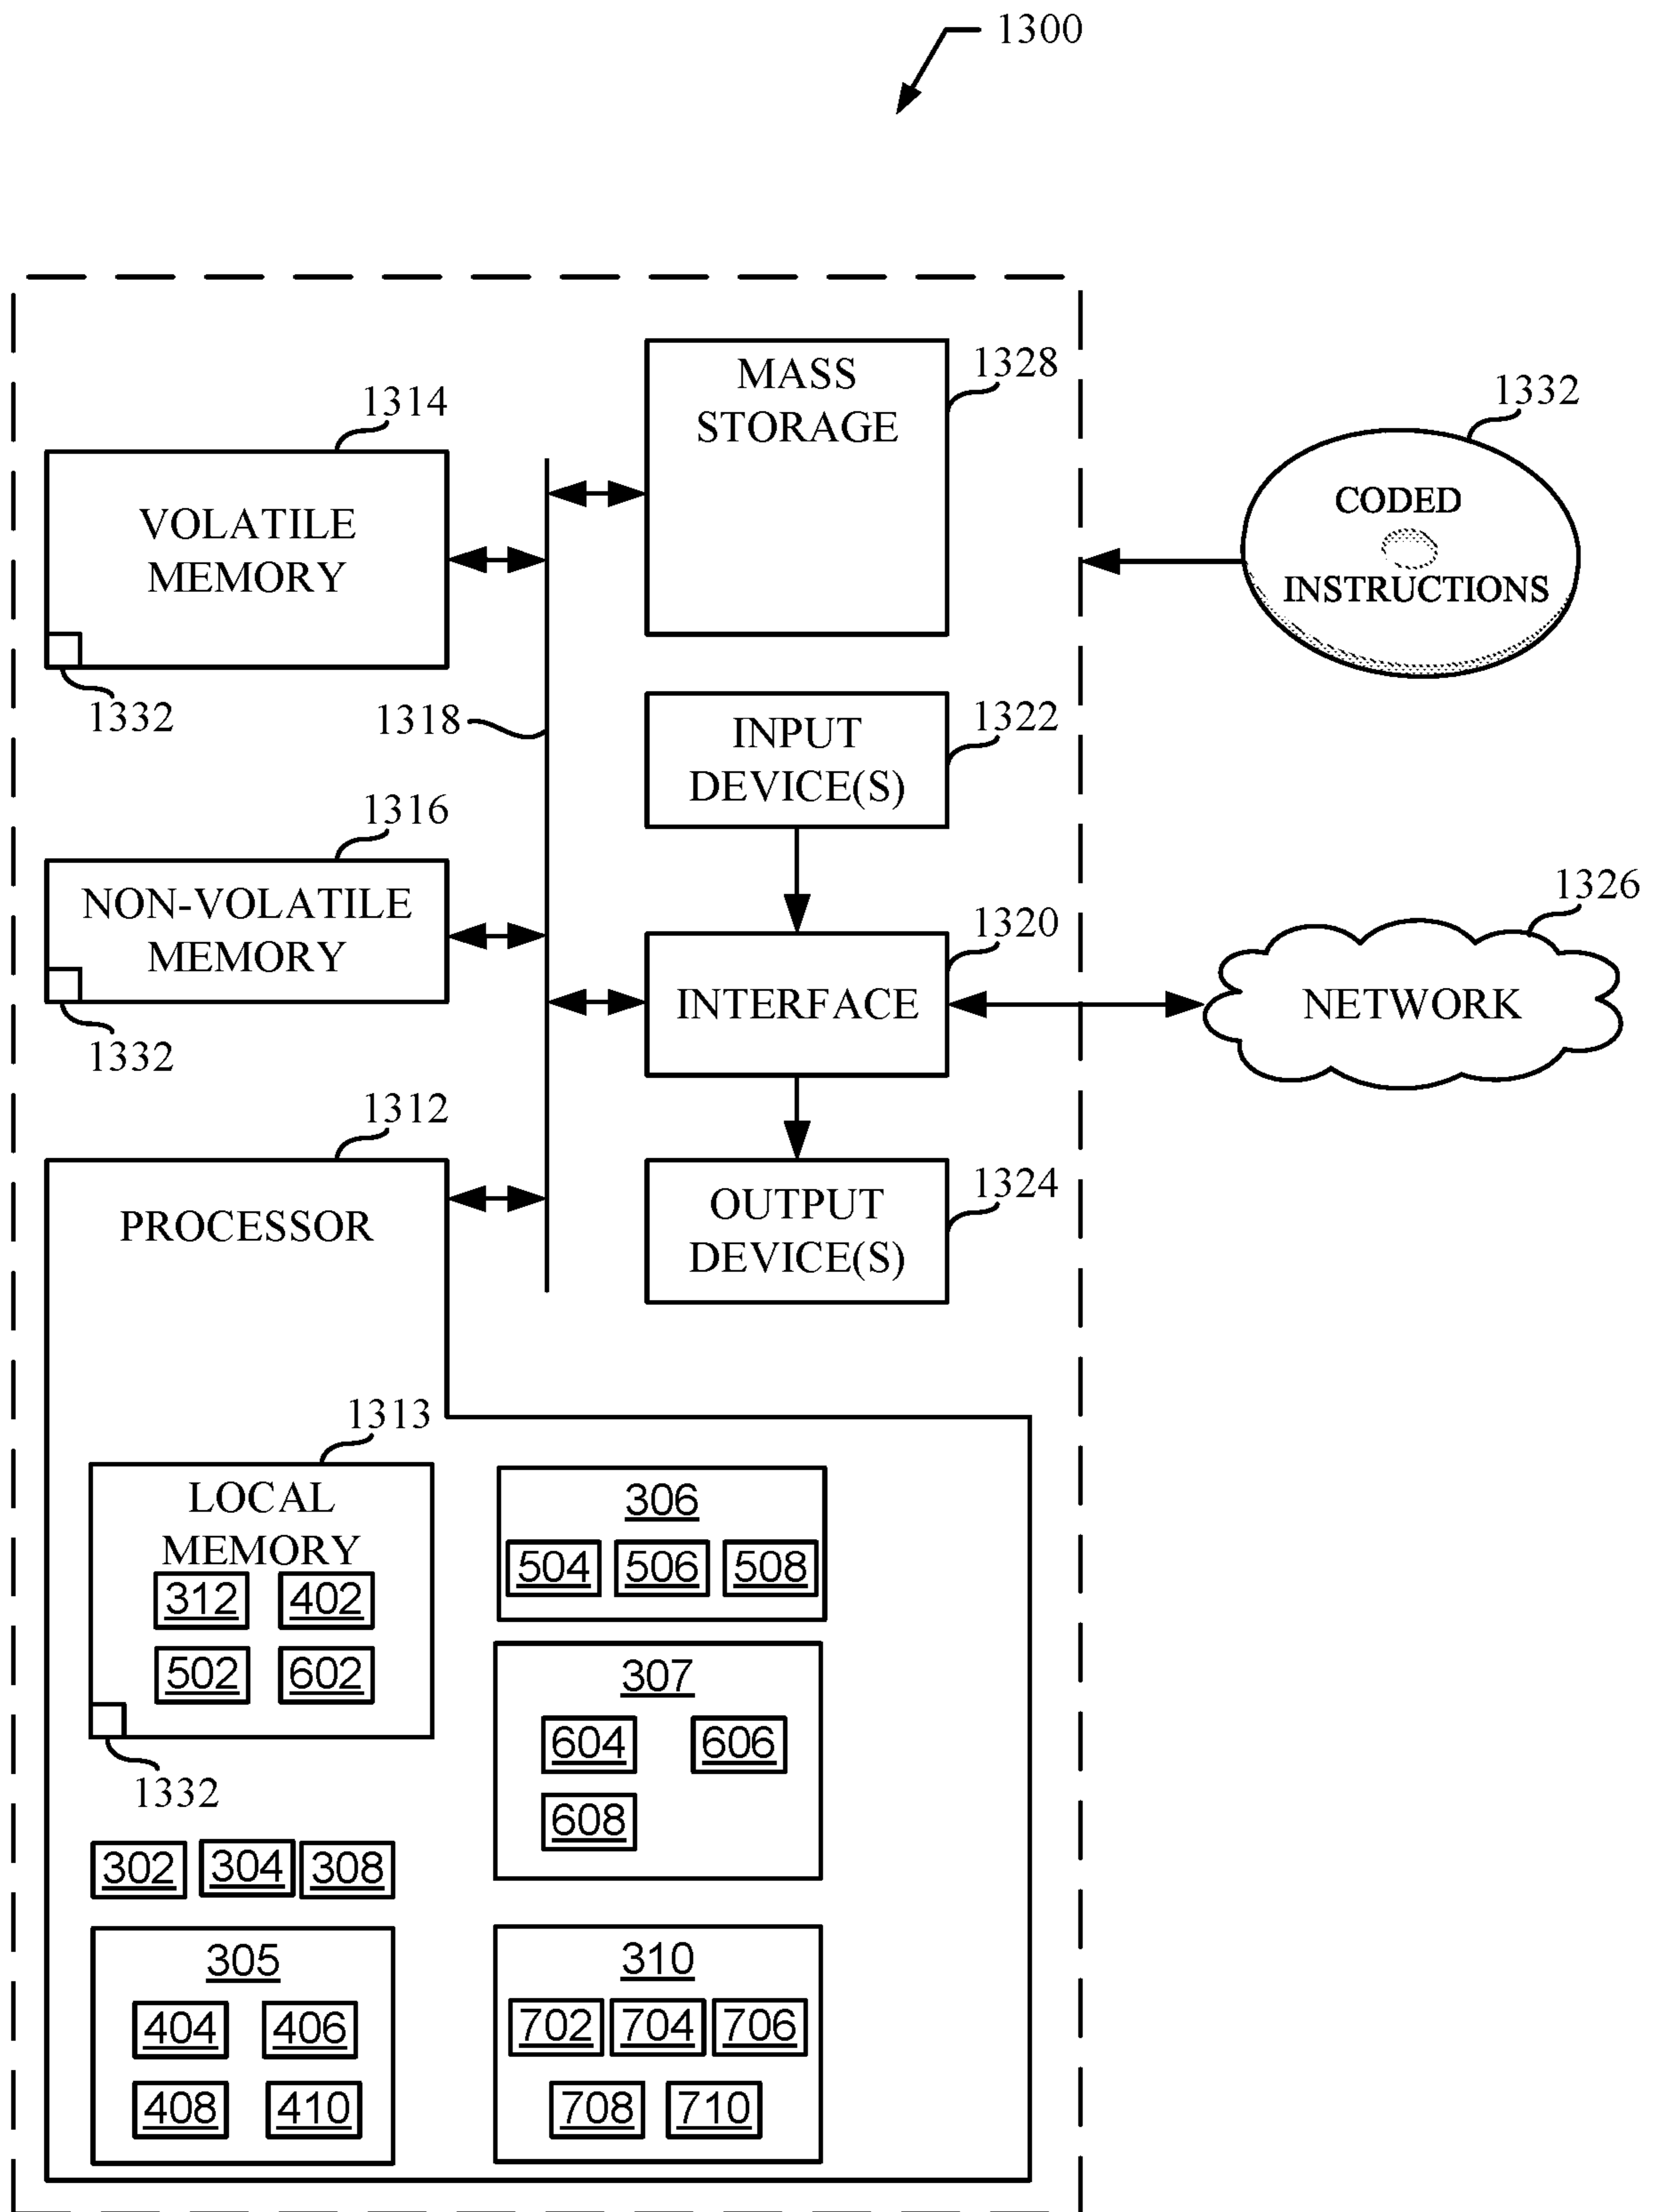 1300
1328
MASS
STORAGE
1314
VOLATILE
MEMORY
1332
1332
CODED
INSTRUCTIONS
1318
1322
INPUT
DEVICE(S)
1316
NON-VOLATILE
MEMORY
1332
1320
INTERFACE
1326
NETWORK
1312
PROCESSOR
1324
OUTPUT
DEVICE(S)
1313
LOCAL
MEMORY
312 402
502 602
1332
306
504 506 508
307
604 606
608
302 304 308
305
404 406
408 410
310
702 704 706
708 710